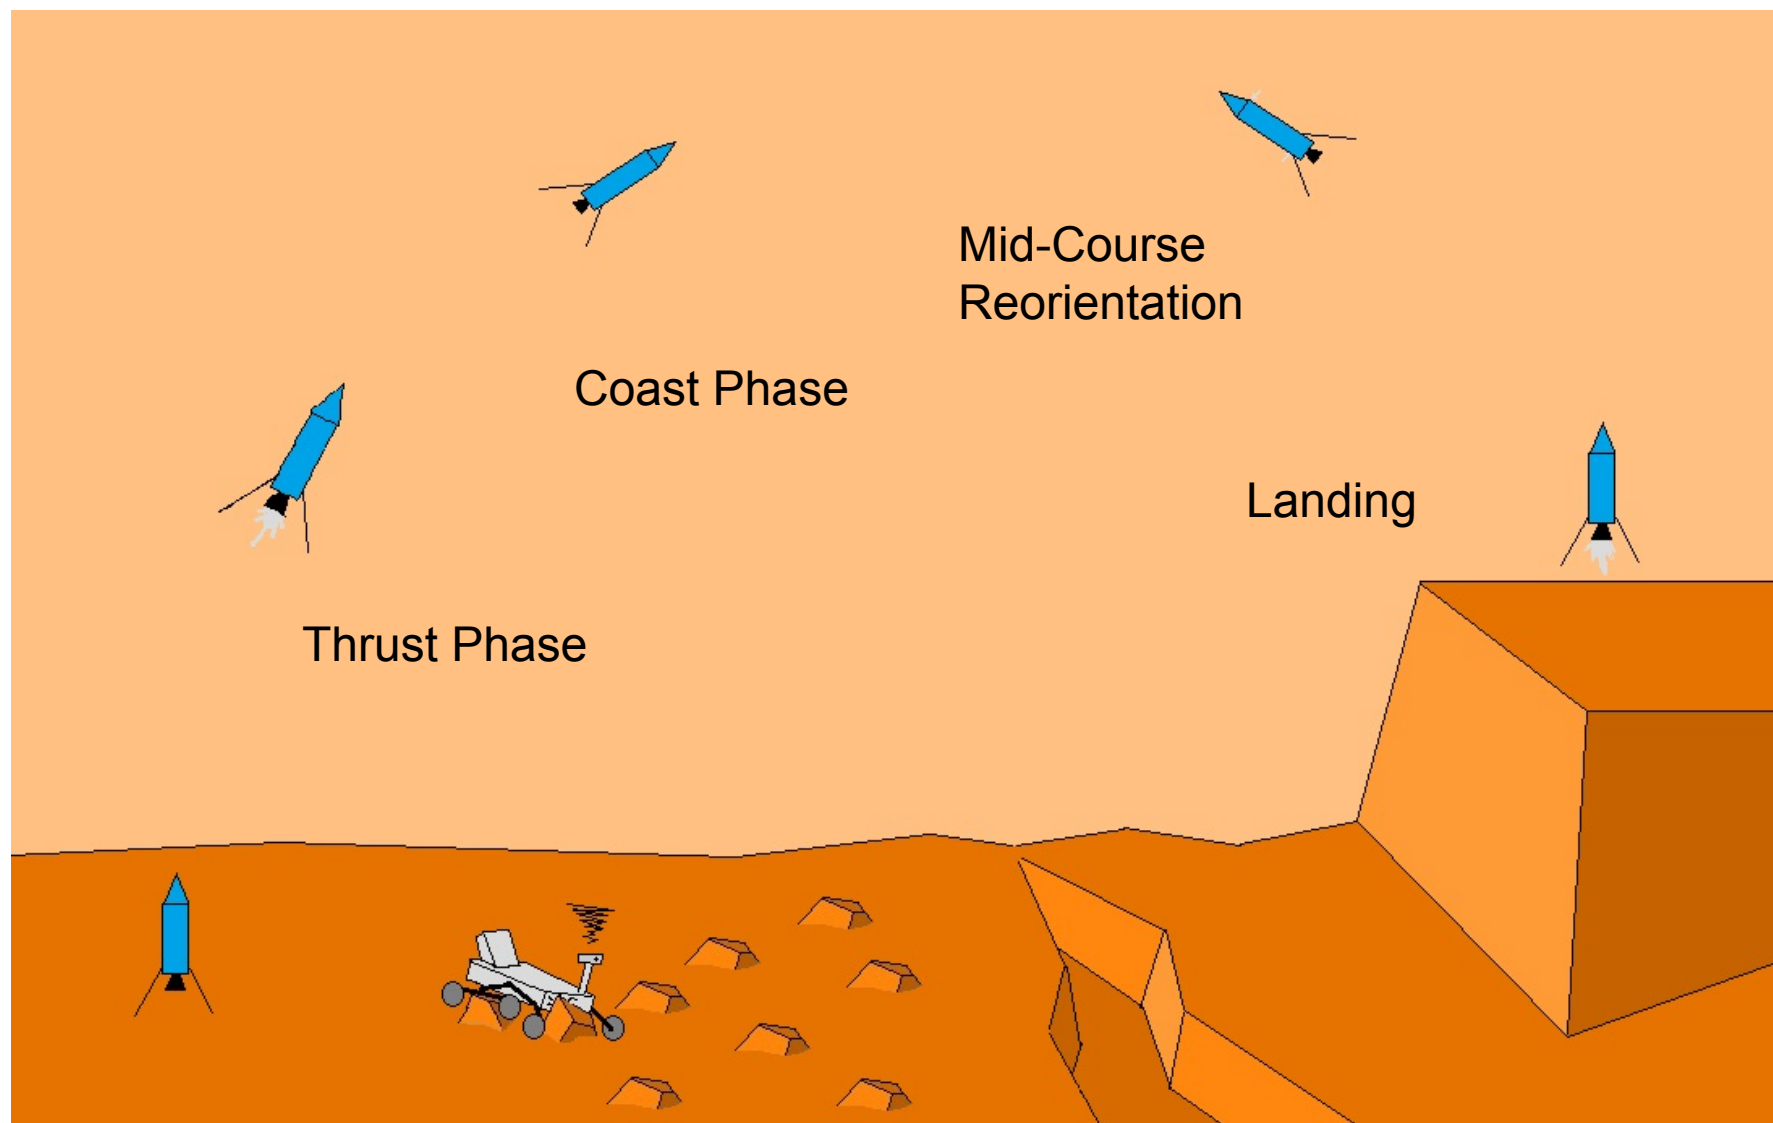 Mid-Course
Reorientation
Coast Phase
Landing
Thrust Phase